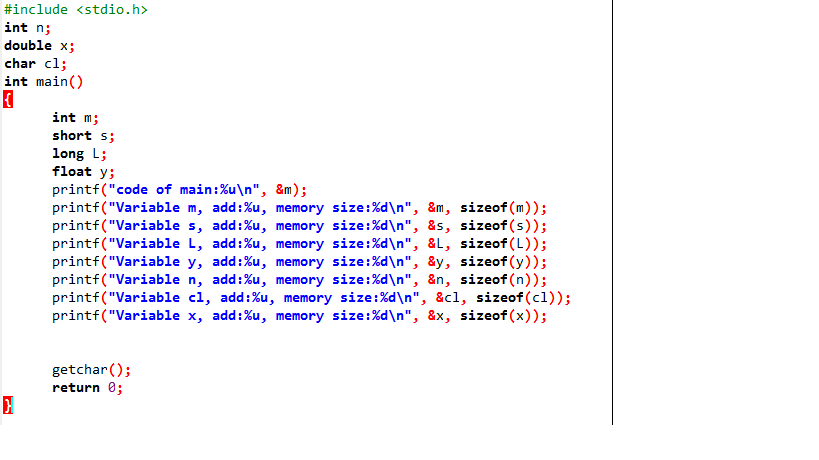 #include <stdio.h>
int n;
double x;
char cl;
int main()
{
int m;
short s;
long L;
float y;
printf("code of main:%u\n", &m);
printf("Variable m, add:%u, memory size:%d\n", &m, sizeof(m));
printf("Variable s, add:%u, memory size:%d\n", &s, sizeof(s));
printf("Variable L, add:%u, memory size:%d\n", &L, sizeof(L));
printf("Variable y, add:%u, memory size:%d\n", &y, sizeof(y));
printf("Variable n, add:%u, memory size:%d\n", &n, sizeof(n));
printf("Variable cl, add:%u, memory size:%d\n", &cl, sizeof(cl));
printf("Variable x, add:%u, memory size:%d\n", &x, sizeof(x));
getchar();
return 0;
}